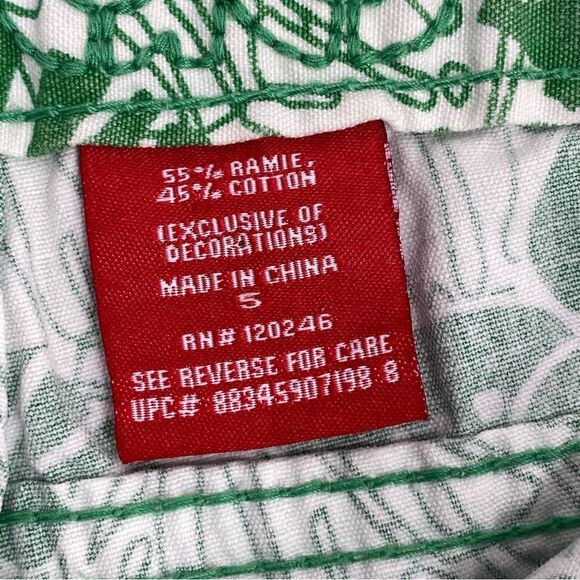 55% RAMIE,
45% COTTON
(EXCLUSIVE OF
DECORATIONS)
MADE IN CHINA
5
RN# 120246
SEE REVERSE FOR CARE
UPC# 88345907198 8